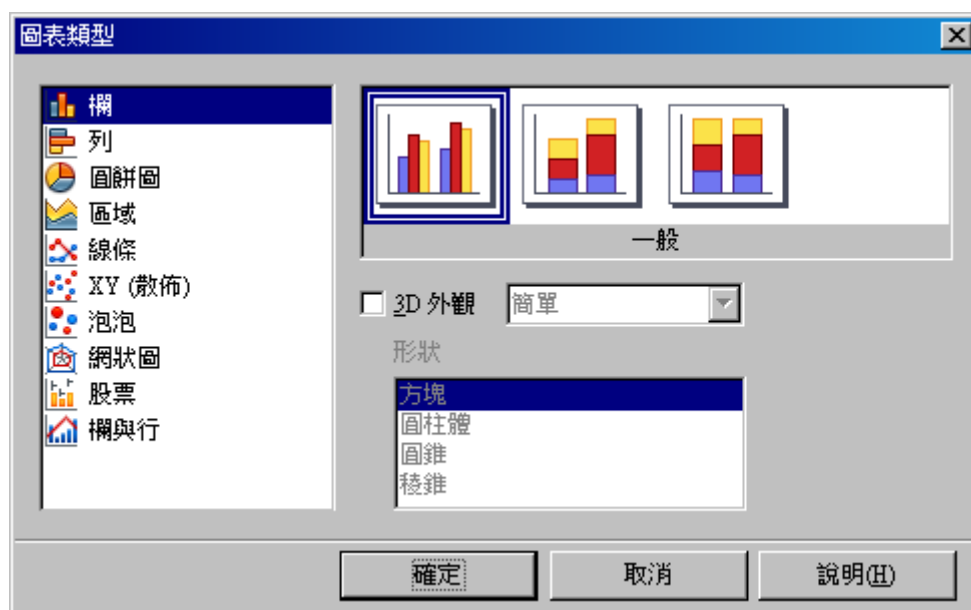 圖表類型
欄
列
圓餅圖
區域
線條
XY (散佈)
泡泡
網狀圖
股票
欄與行
一般
3D 外觀
簡單
形狀
方塊
圓柱體
圓錐
稜錐
確定
取消
說明(H)